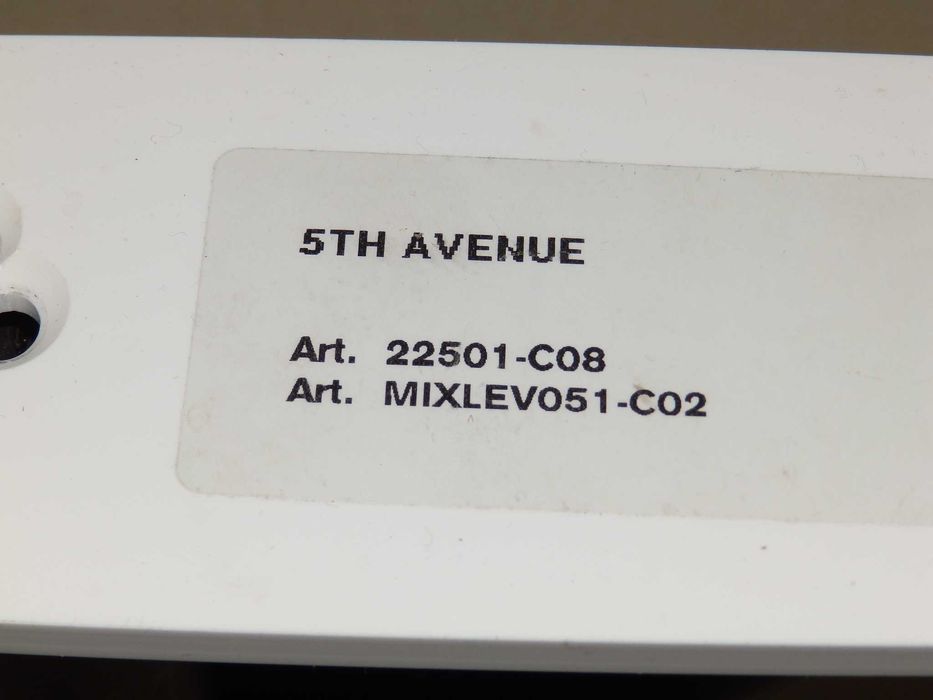 5TH AVENUE
Art. 22501-C08
Art. MIXLEV051-C02